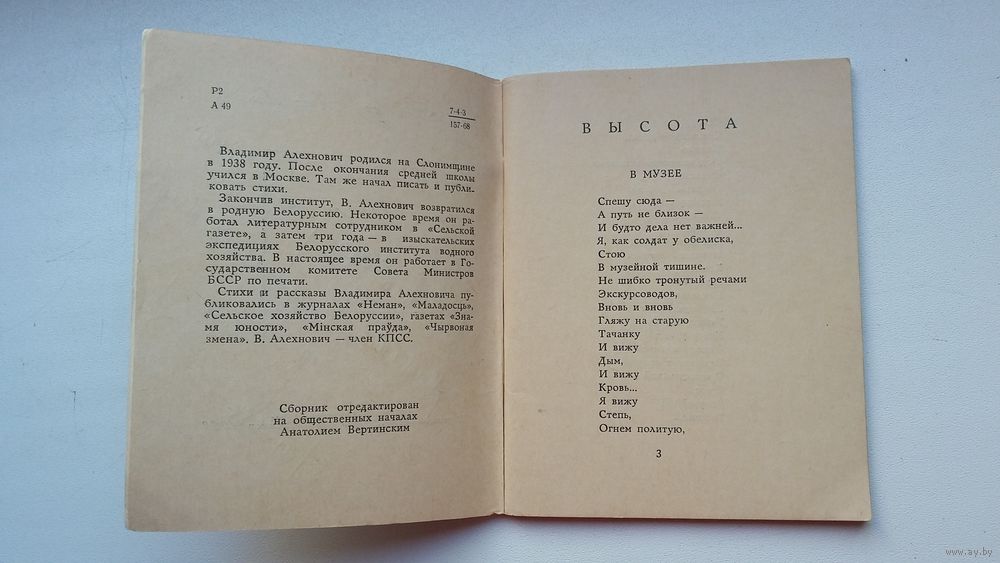 Р2
А 49
7-4-3
157-68
Владимир Алехнович родился на Слонимщине
в 1938 году. После окончания средней школы
учился в Москве. Там же начал писать и публи-
ковать стихи.
Закончив институт, В. Алехнович возвратился
в родную Белоруссию. Некоторое время он ра-
ботал литературным сотрудником в «Сельской
газете», а затем три года — в изыскательских
экспедициях Белорусского института водного
хозяйства. В настоящее время он работает в Го-
сударственном комитете Совета Министров
БССР по печати.
Стихи и рассказы Владимира Алехновича пу-
бликовались в журналах «Неман», «Маладосць»,
«Сельское хозяйство Белоруссии», газетах «Зна-
мя юности», «Мінская праўда», «Чырвоная
змена». В. Алехнович — член КПСС.
Сборник отредактирован
на общественных началах
Анатолием Вертинским
ВЫСОТА
В МУЗЕЕ
Спешу сюда —
А путь не близок —
И будто дела нет важней...
Я, как солдат у обелиска,
Стою
В музейной тишине.
Не шибко тронутый речами
Экскурсоводов,
Вновь и вновь
Гляжу на старую
Тачанку
И вижу
Дым,
И вижу
Кровь...
Я вижу
Степь,
Огнем политую,
3
www.ay.by